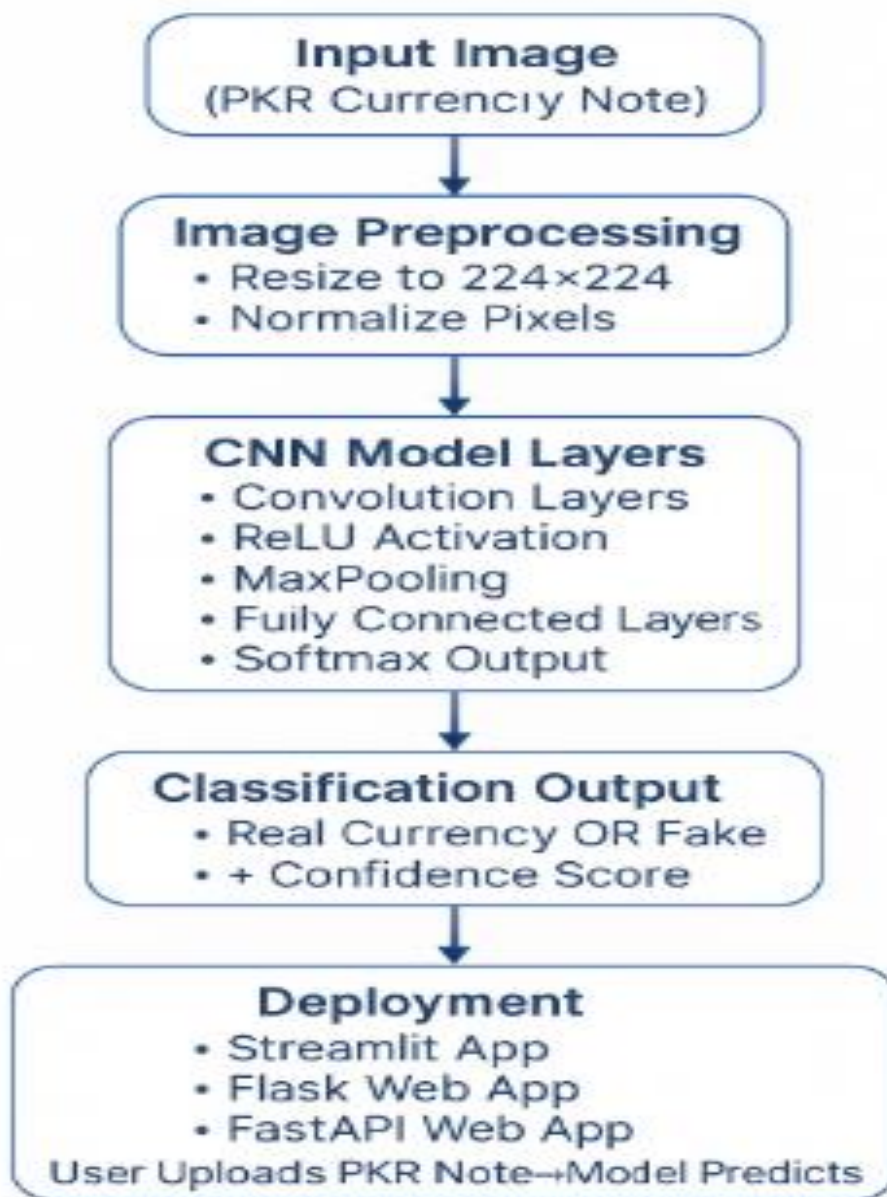 Input Image
(PKR Currenciy Note)
Image Preprocessing
• Resize to 224×224
• Normalize Pixels
CNN Model Layers
• Convolution Layers
• ReLU Activation
• MaxPooling
• Fuily Connected Layers
• Softmax Output
Classification Output
• Real Currency OR Fake
• + Confidence Score
Deployment
• Streamlit App
• Flask Web App
• FastAPI Web App
User Uploads PKR Note→Model Predicts